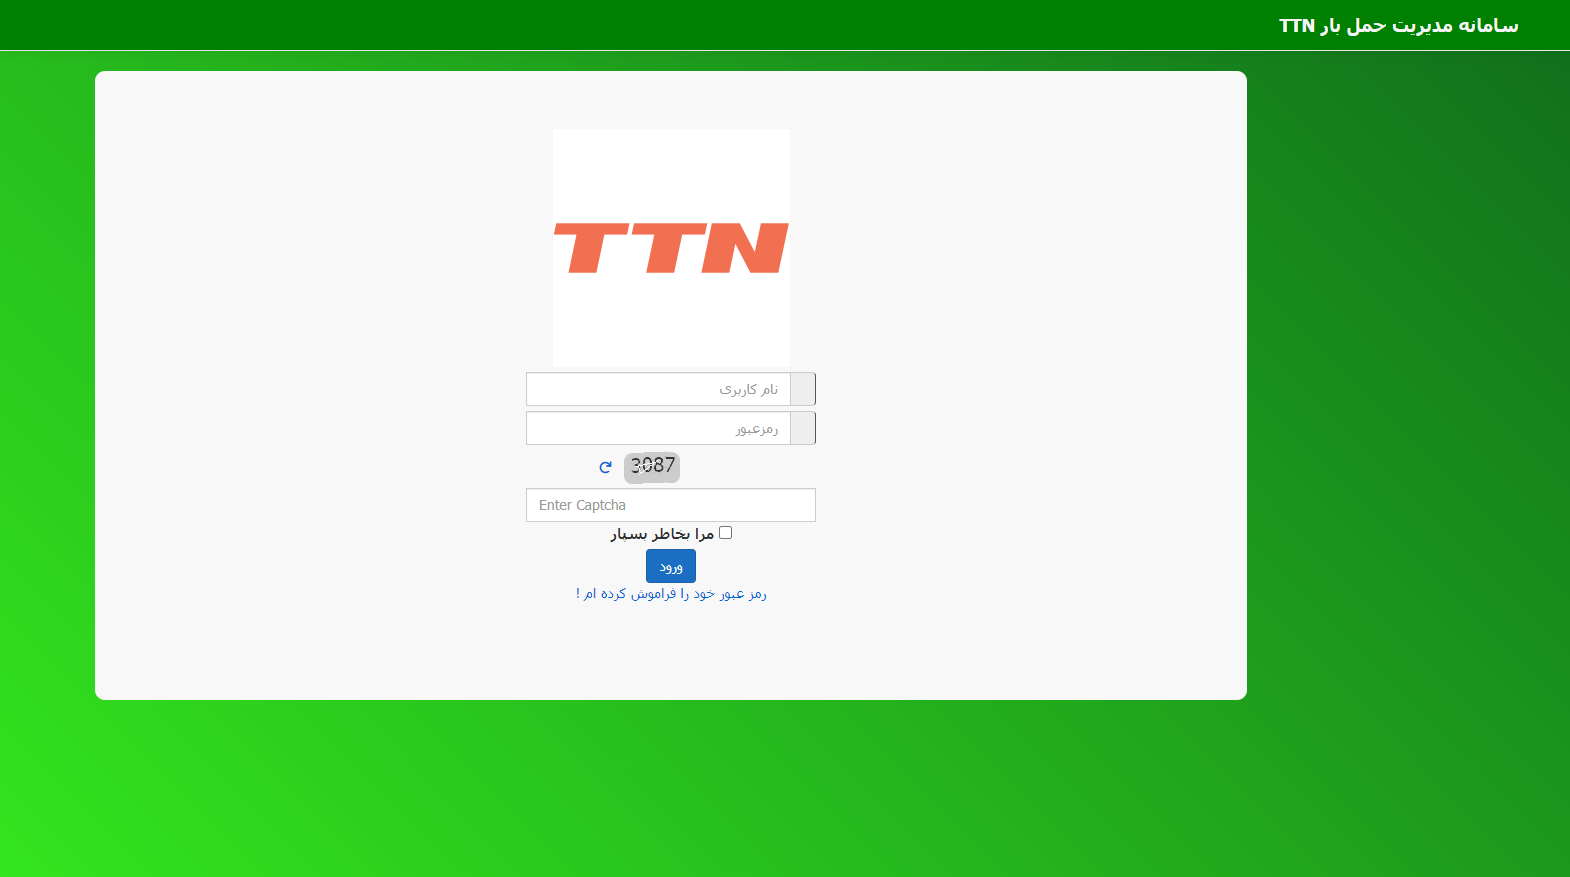 سامانه مدیریت حمل بار TTN
TTN
نام کاربری
رمزعبور
3087
Enter Captcha
مرا بخاطر بسپار
ورود
رمز عبور خود را فراموش کرده ام !